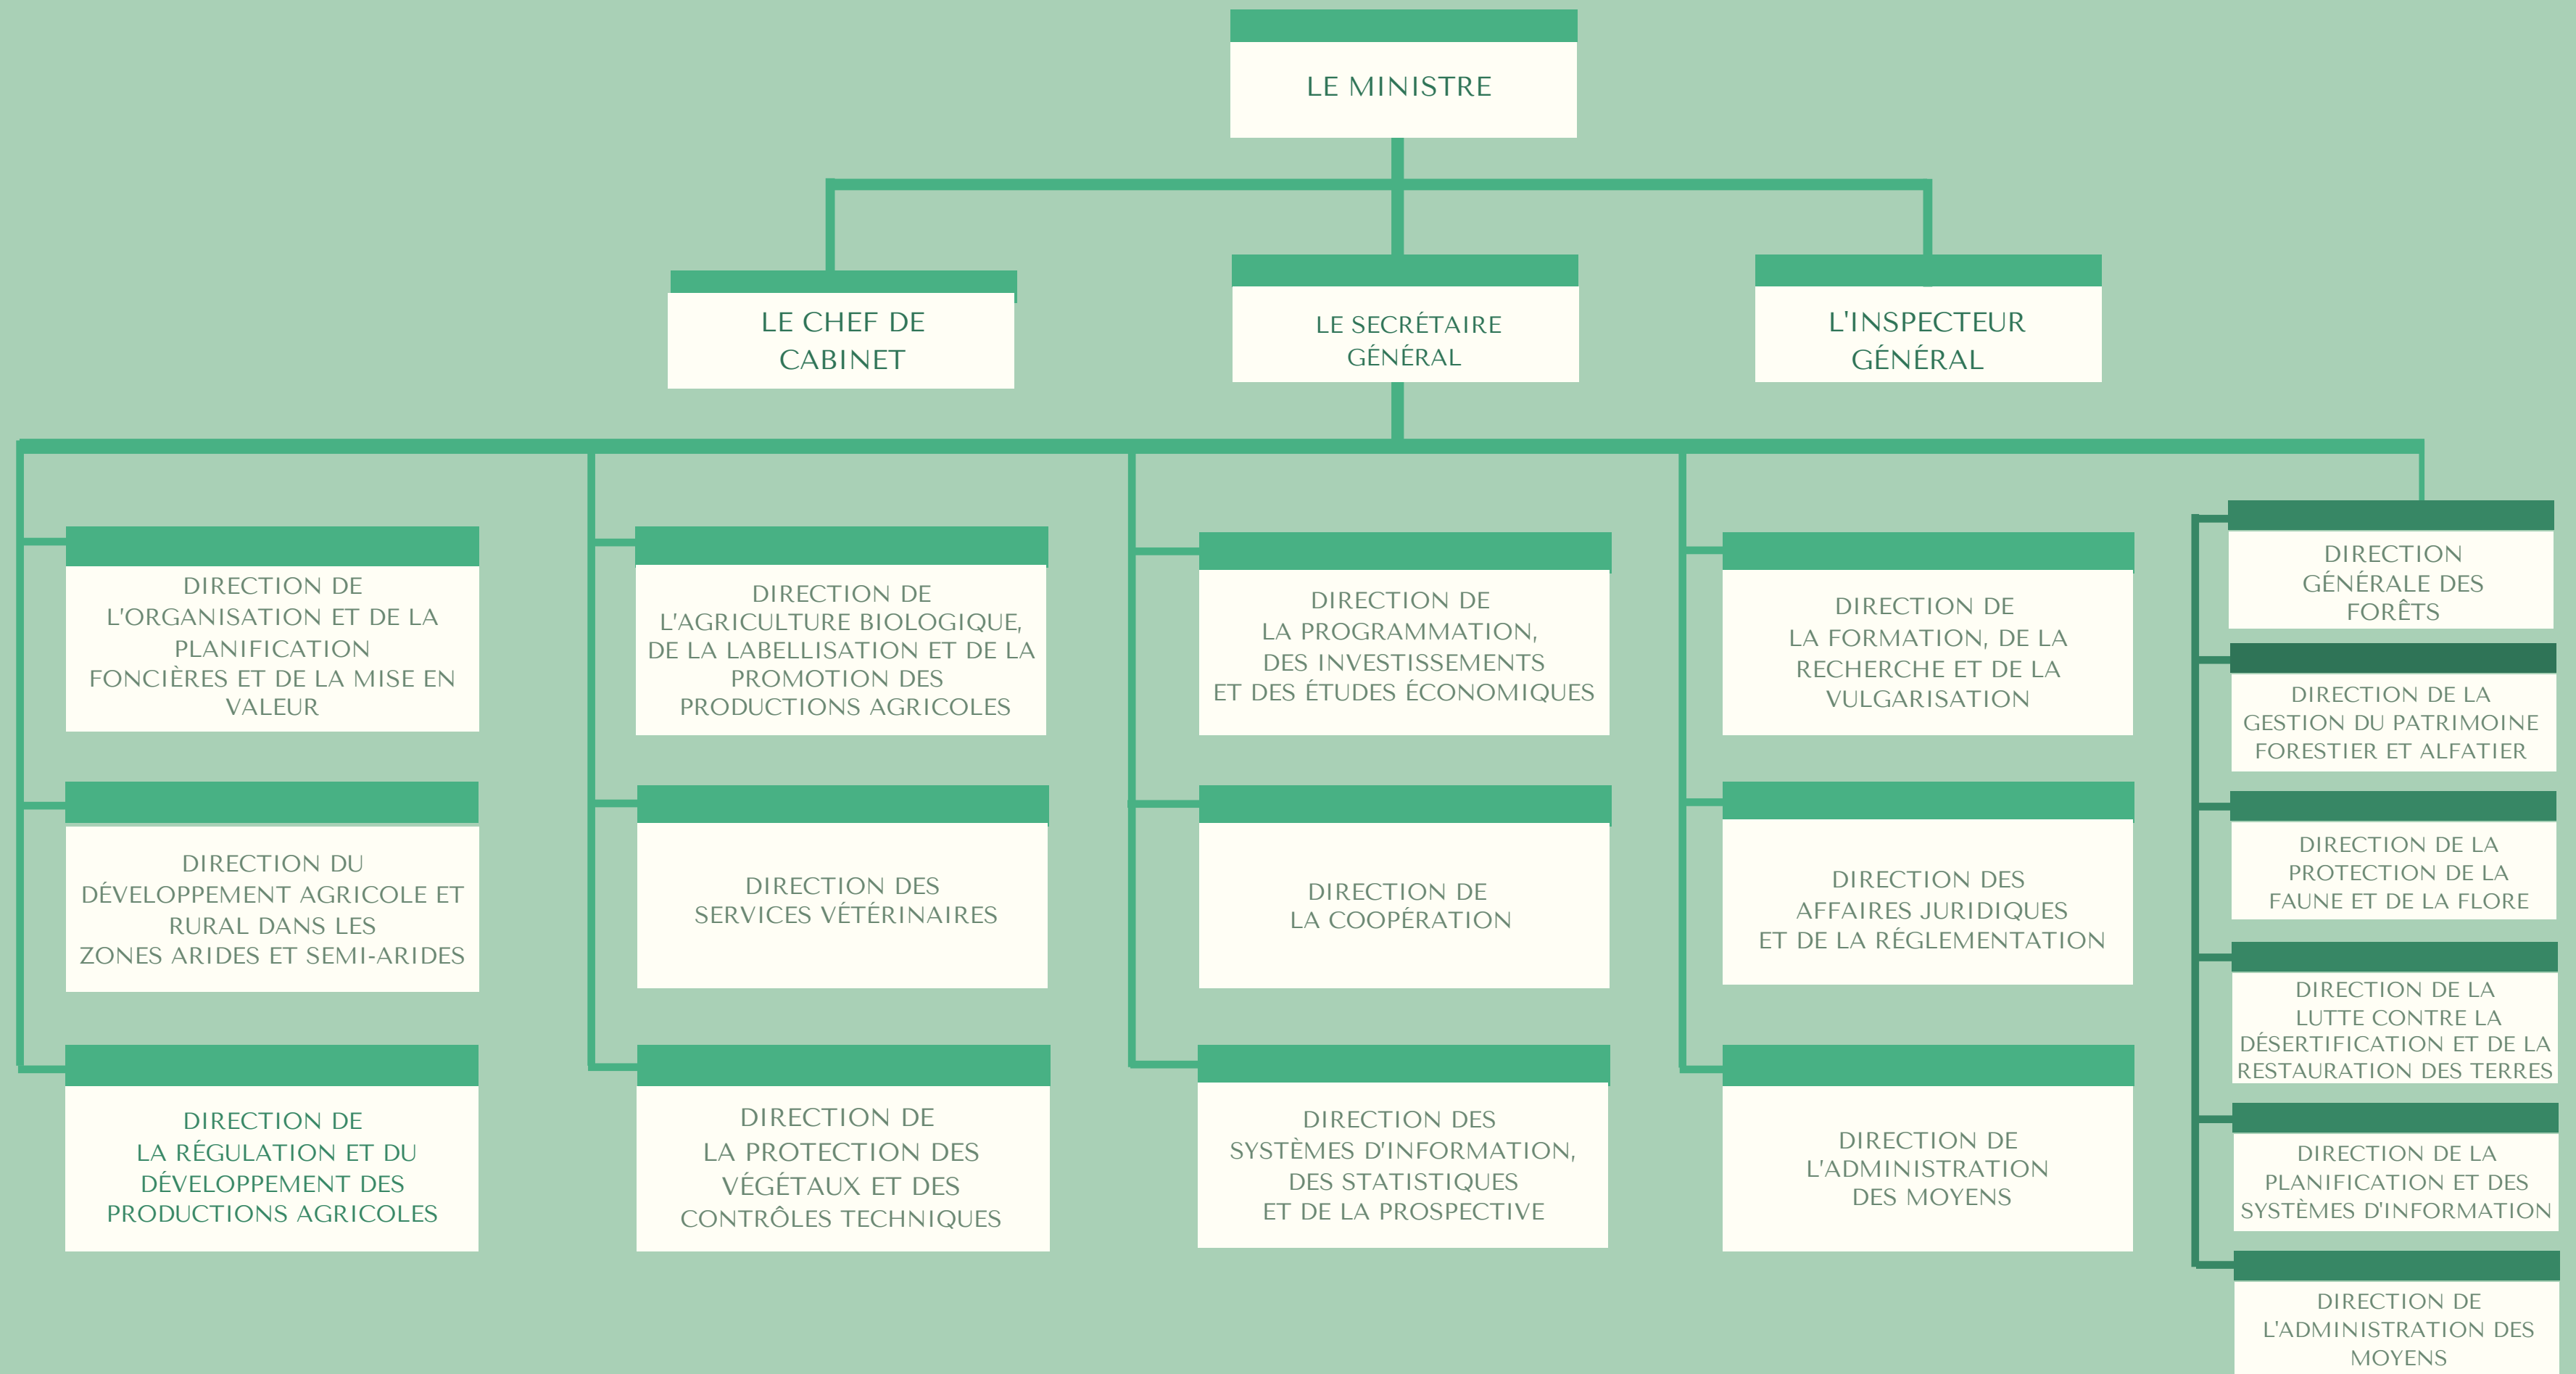 LE MINISTRE
LE CHEF DE
CABINET
LE SECRÉTAIRE
GÉNÉRAL
L'INSPECTEUR
GÉNÉRAL
DIRECTION DE
L'ORGANISATION ET DE LA
PLANIFICATION
FONCIÈRES ET DE LA MISE EN
VALEUR
DIRECTION DU
DÉVELOPPEMENT AGRICOLE ET
RURAL DANS LES
ZONES ARIDES ET SEMI-ARIDES
DIRECTION DE
LA RÉGULATION ET DU
DÉVELOPPEMENT DES
PRODUCTIONS AGRICOLES
DIRECTION DE
L'AGRICULTURE BIOLOGIQUE,
DE LA LABELLISATION ET DE LA
PROMOTION DES
PRODUCTIONS AGRICOLES
DIRECTION DES
SERVICES VÉTÉRINAIRES
DIRECTION DE
LA PROTECTION DES
VÉGÉTAUX ET DES
CONTRÔLES TECHNIQUES
DIRECTION DE
LA PROGRAMMATION,
DES INVESTISSEMENTS
ET DES ÉTUDES ÉCONOMIQUES
DIRECTION DE
LA COOPÉRATION
DIRECTION DES
SYSTÈMES D'INFORMATION,
DES STATISTIQUES
ET DE LA PROSPECTIVE
DIRECTION DE
LA FORMATION, DE LA
RECHERCHE ET DE LA
VULGARISATION
DIRECTION DES
AFFAIRES JURIDIQUES
ET DE LA RÉGLEMENTATION
DIRECTION DE
L'ADMINISTRATION
DES MOYENS
DIRECTION
GÉNÉRALE DES
FORÊTS
DIRECTION DE LA
GESTION DU PATRIMOINE
FORESTIER ET ALFATIER
DIRECTION DE LA
PROTECTION DE LA
FAUNE ET DE LA FLORE
DIRECTION DE LA
LUTTE CONTRE LA
DÉSERTIFICATION ET DE LA
RESTAURATION DES TERRES
DIRECTION DE LA
PLANIFICATION ET DES
SYSTÈMES D'INFORMATION
DIRECTION DE
L'ADMINISTRATION DES
MOYENS